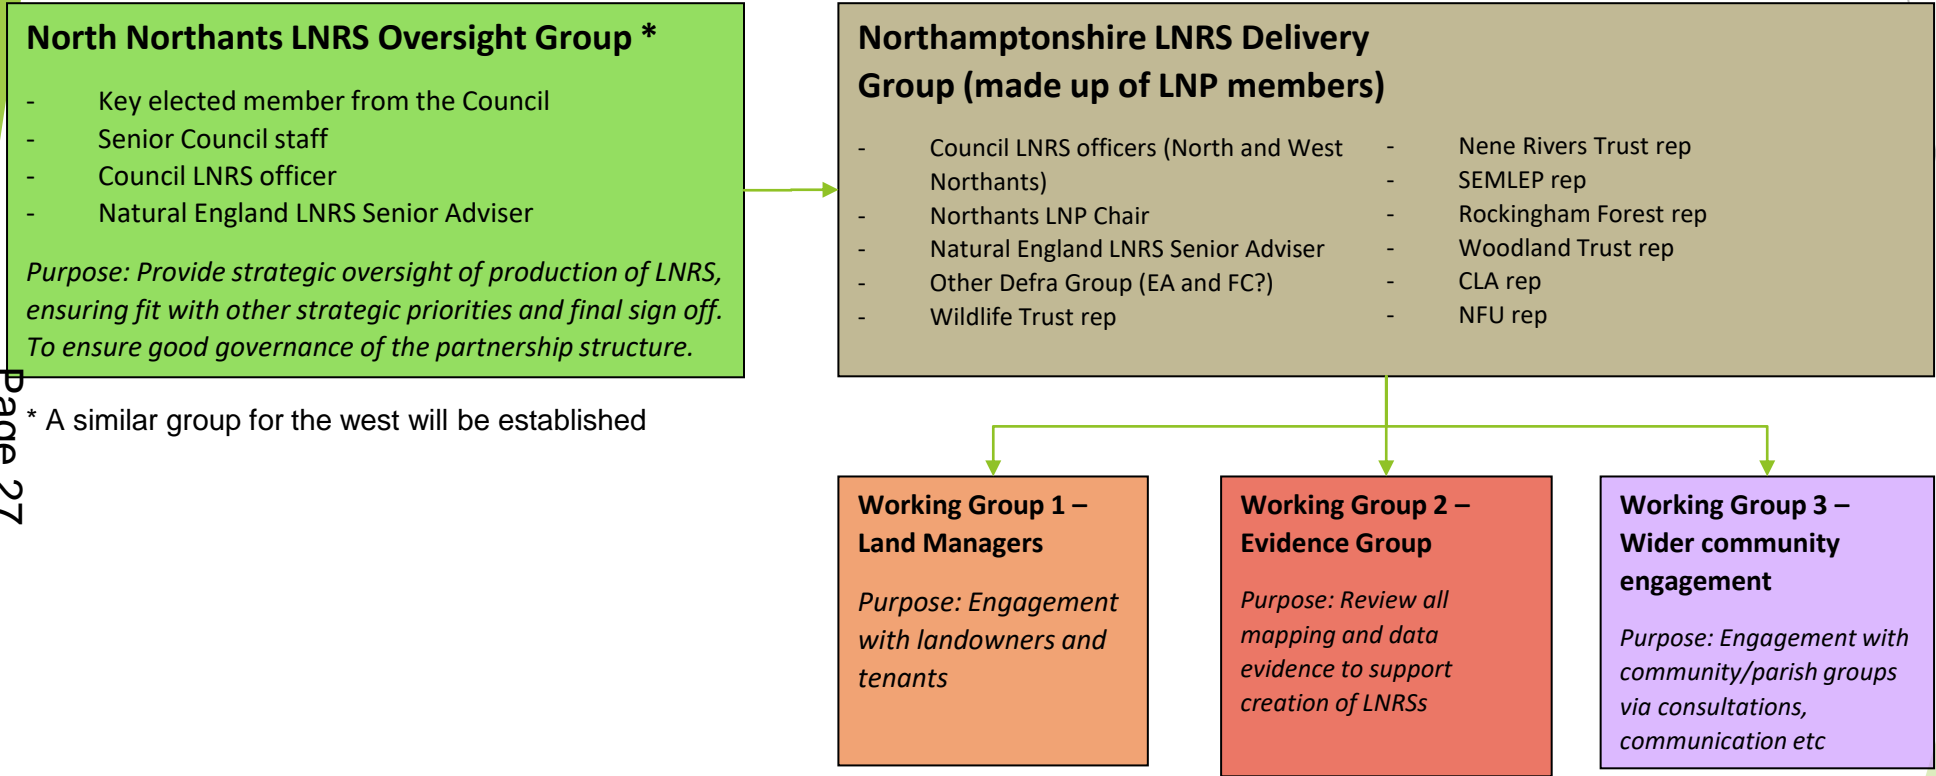 North Northants LNRS Oversight Group *
- Key elected member from the Council
- Senior Council staff
- Council LNRS officer
- Natural England LNRS Senior Adviser
Purpose: Provide strategic oversight of production of LNRS,
ensuring fit with other strategic priorities and final sign off.
To ensure good governance of the partnership structure.
* A similar group for the west will be established
Page 27
Northamptonshire LNRS Delivery
Group (made up of LNP members)
- Council LNRS officers (North and West
Northants)
- Northants LNP Chair
- Natural England LNRS Senior Adviser
- Other Defra Group (EA and FC?)
- Wildlife Trust rep
- Nene Rivers Trust rep
- SEMLEP rep
- Rockingham Forest rep
- Woodland Trust rep
- CLA rep
- NFU rep
Working Group 1 –
Land Managers
Purpose: Engagement
with landowners and
tenants
Working Group 2 –
Evidence Group
Purpose: Review all
mapping and data
evidence to support
creation of LNRSs
Working Group 3 –
Wider community
engagement
Purpose: Engagement with
community/parish groups
via consultations,
communication etc